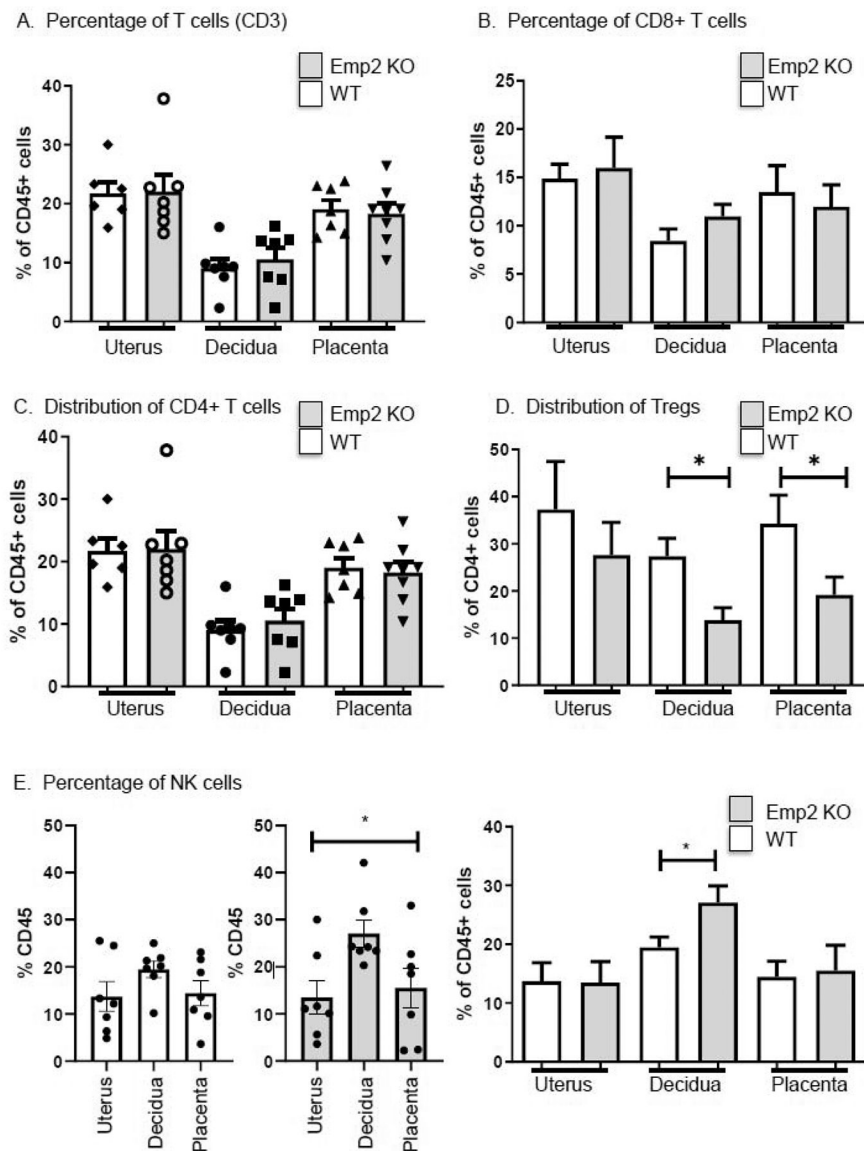 A. Percentage of T cells (CD3)
Emp2 KO
WT
% of CD45+ cells
40
30
20
10
0
Uterus Decidua Placenta
B. Percentage of CD8+ T cells
Emp2 KO
WT
% of CD45+ cells
25
20
15
10
5
0
Uterus Decidua Placenta
C. Distribution of CD4+ T cells
Emp2 KO
WT
% of CD45+ cells
40
30
20
10
0
Uterus Decidua Placenta
D. Distribution of Tregs
Emp2 KO
WT
% of CD4+ cells
50
40
30
20
10
0
* *
Uterus Decidua Placenta
E. Percentage of NK cells
% CD45
50
40
30
20
10
0
Uterus
Decidua
Placenta
% CD45
50
40
30
20
10
0
*
Uterus
Decidua
Placenta
Emp2 KO
WT
% of CD45+ cells
40
30
20
10
0
*
Uterus Decidua Placenta